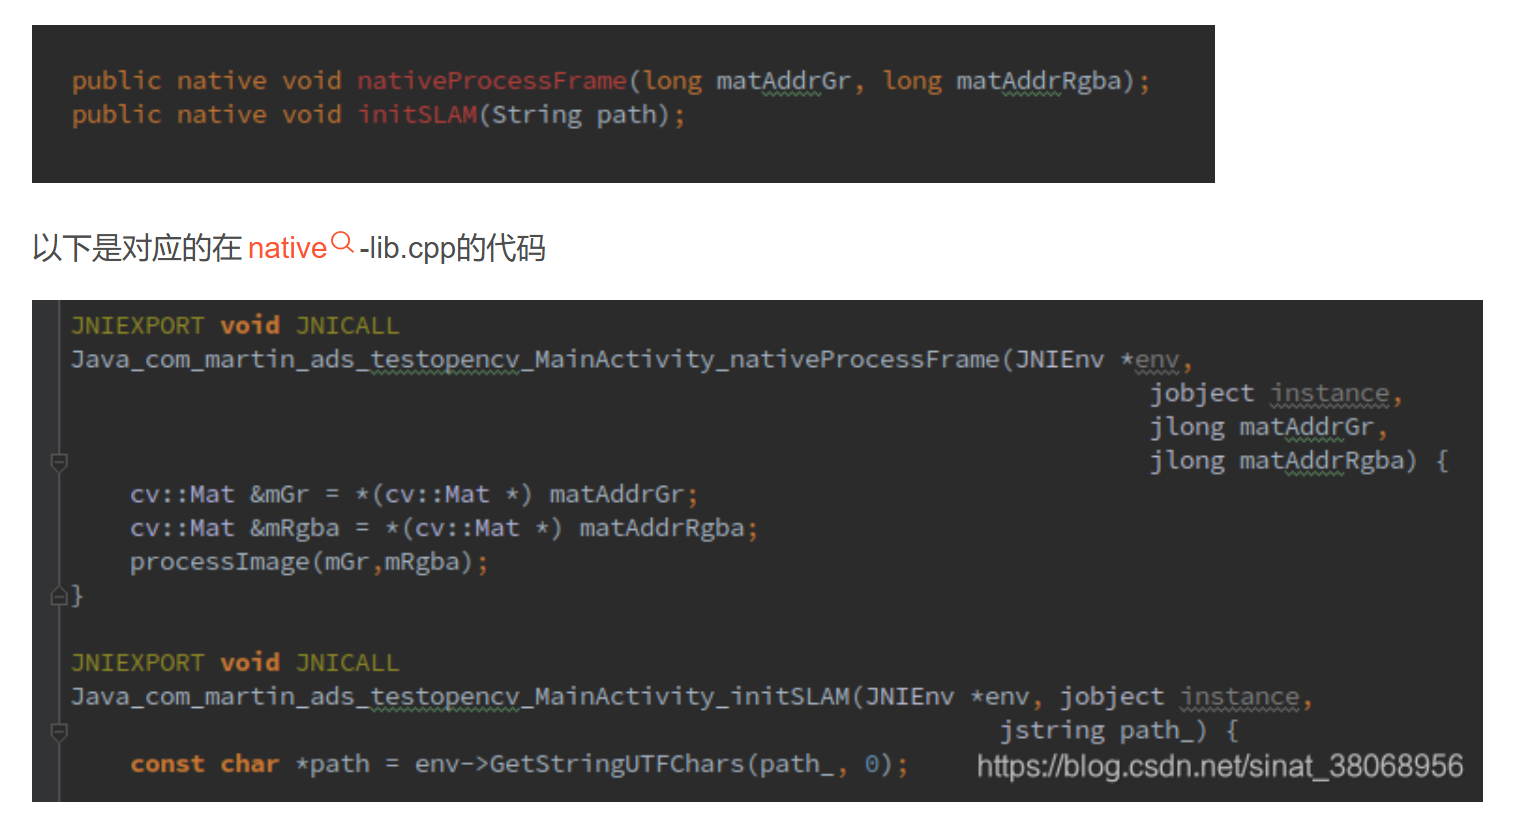 public native void nativeProcessFrame(long matAddrGr, long matAddrRgba);
public native void initSLAM(String path);
以下是对应的在 native -lib.cpp的代码
JNIEXPORT void JNICALL
Java_com_martin_ads_testopencv_MainActivity_nativeProcessFrame(JNIEnv *env,
jobject instance,
jlong matAddrGr,
jlong matAddrRgba) {
cv::Mat &mGr = *(cv::Mat *) matAddrGr;
cv::Mat &mRgba = *(cv::Mat *) matAddrRgba;
processImage(mGr,mRgba);
}
JNIEXPORT void JNICALL
Java_com_martin_ads_testopencv_MainActivity_initSLAM(JNIEnv *env, jobject instance,
jstring path_) {
const char *path = env->GetStringUTFChars(path_, 0);
https://blog.csdn.net/sinat_38068956